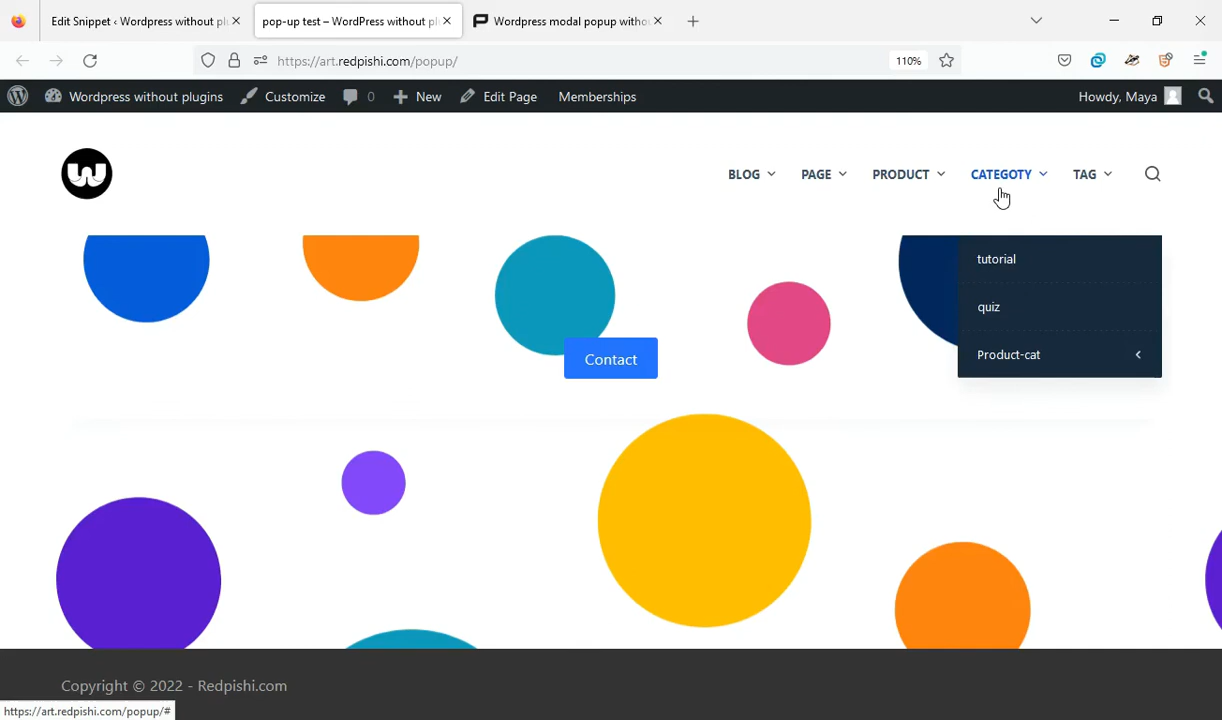 Edit Snippet ‹ Wordpress without pl
pop-up test – WordPress without pl
Wordpress modal popup witho
https://art.redpishi.com/popup/
110%
Wordpress without plugins
Customize
0
New
Edit Page
Memberships
Howdy, Maya
W
BLOG
PAGE
PRODUCT
CATEGOTY
TAG
tutorial
quiz
Product-cat
Contact
Copyright © 2022 - Redpishi.com
https://art.redpishi.com/popup/#